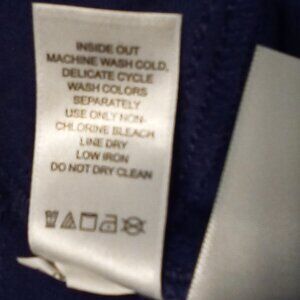 INSIDE OUT
MACHINE WASH COLD,
DELICATE CYCLE
WASH COLORS
SEPARATELY
USE ONLY NON-
CHLORINE BLEACH
LINE DRY
LOW IRON
DO NOT DRY CLEAN